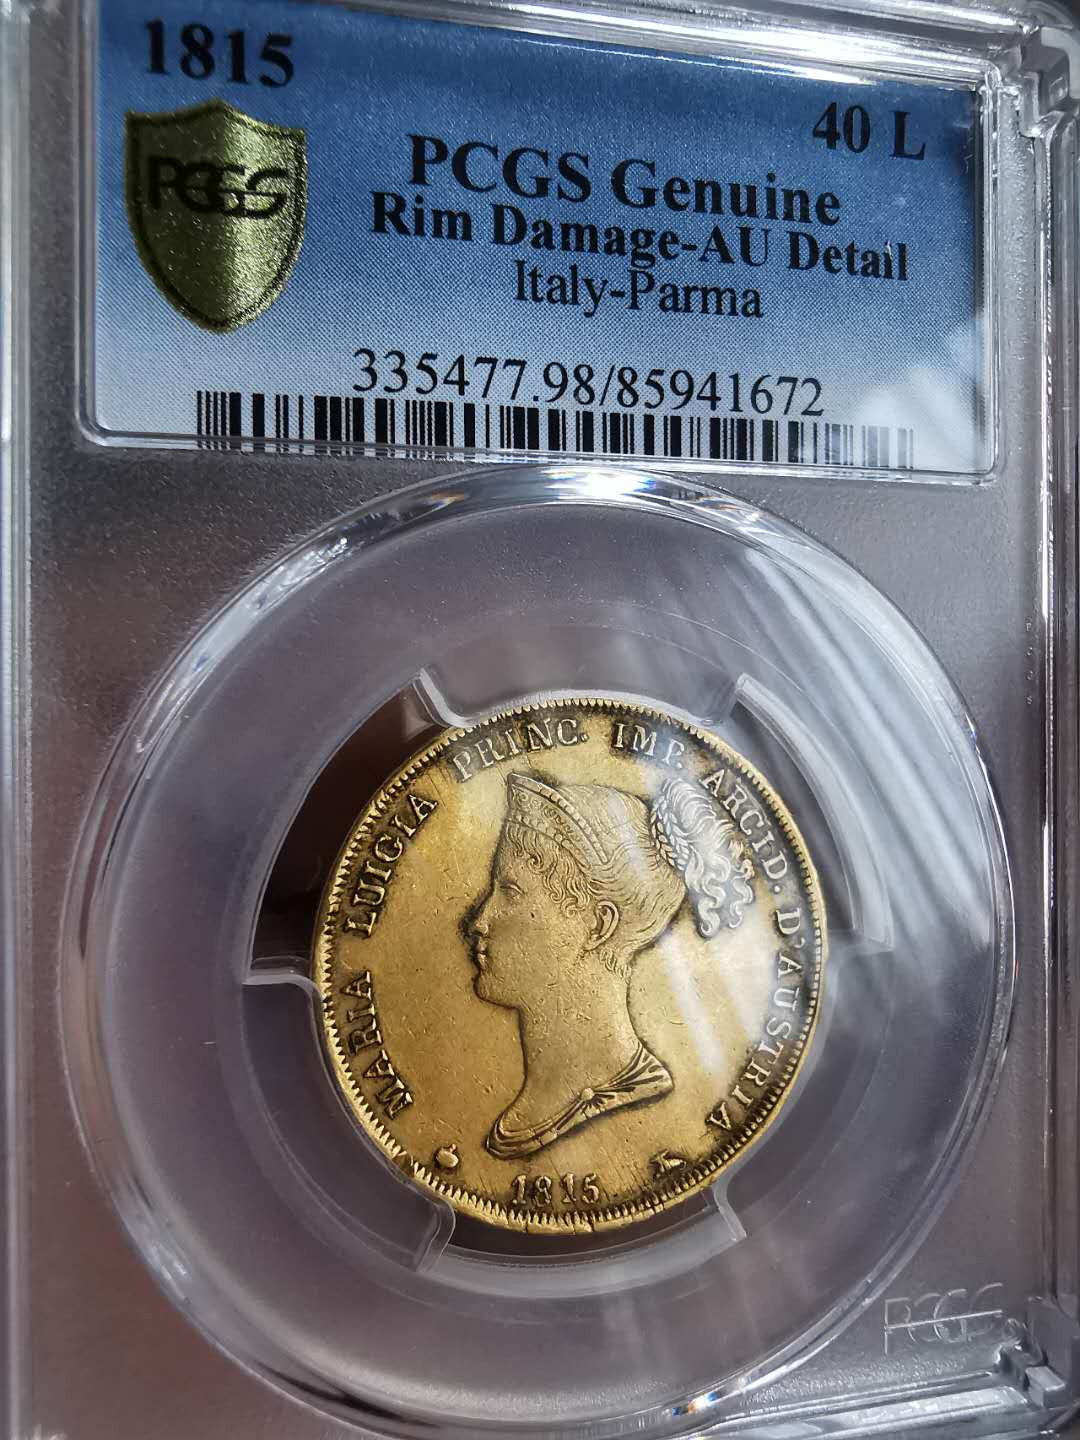 1815
40 L
PCGS
PCGS Genuine
Rim Damage-AU Detail
Italy-Parma
335477.98/85941672
MARIA LUIGIA PRINC. IMP. ARCID. D'AUSTRIA
1815
PCGS